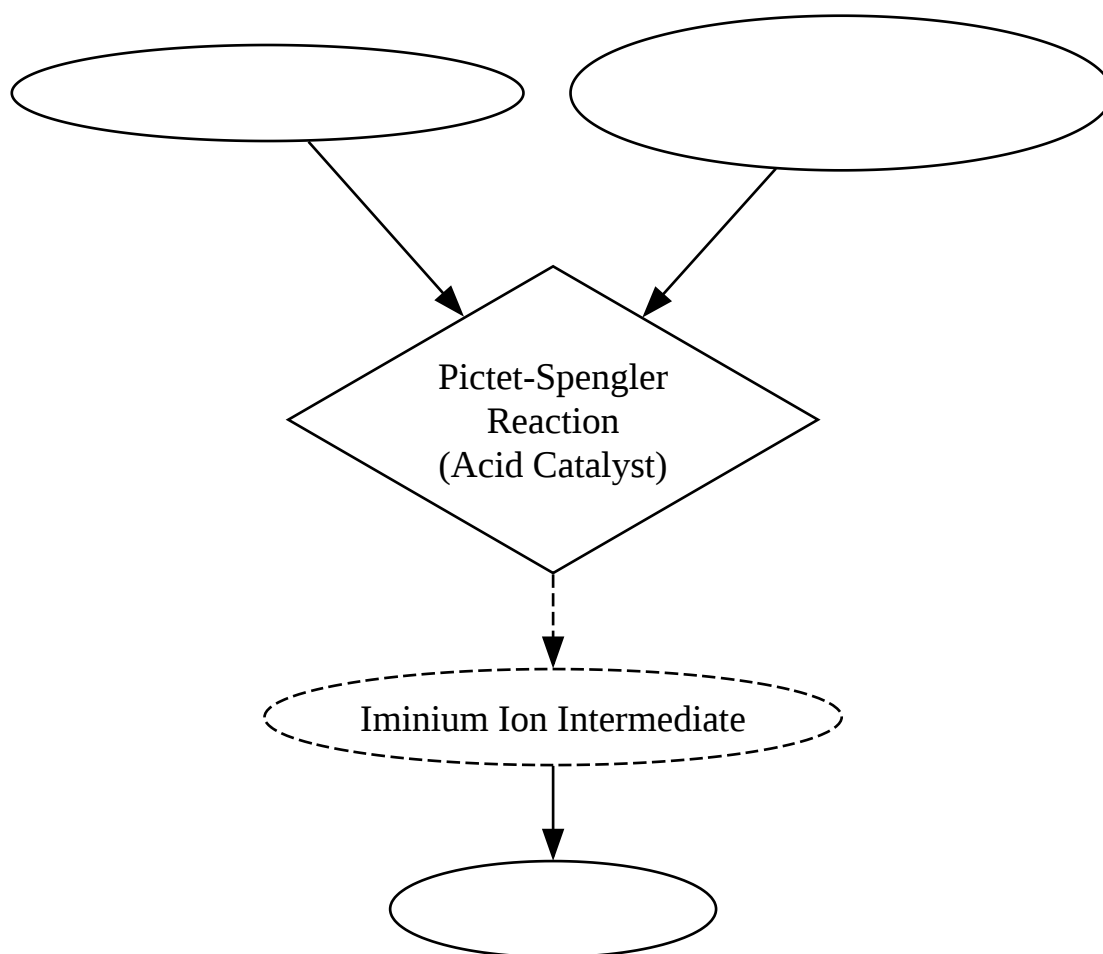 Pictet-Spengler
Reaction
(Acid Catalyst)
Iminium Ion Intermediate